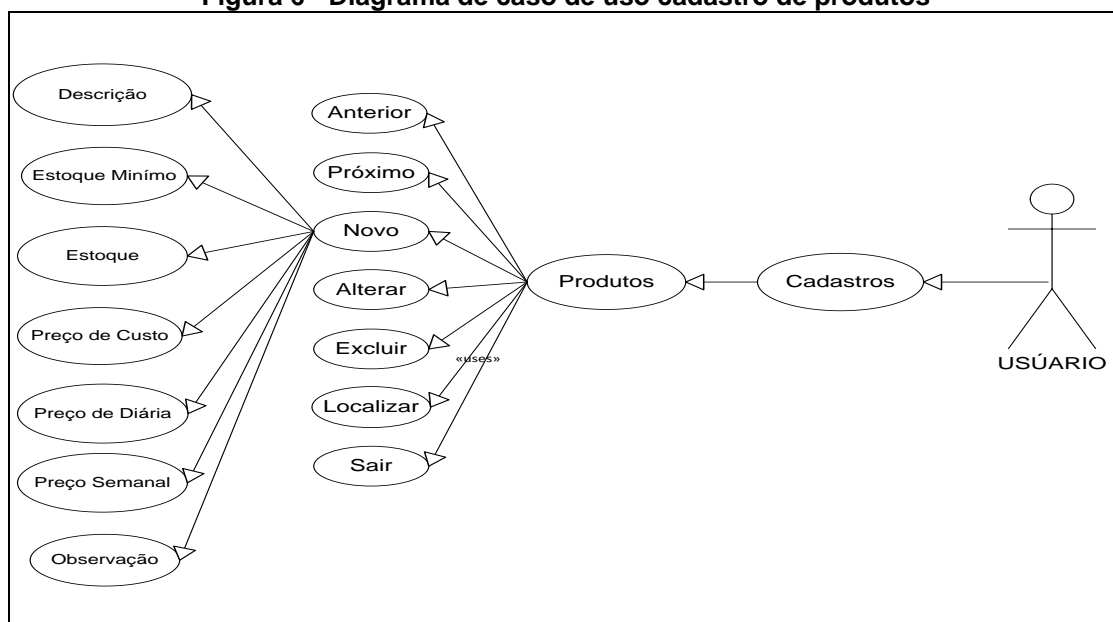 Figura - Diagrama de caso de uso cadastro de produtos
Descrição
Estoque Minímo
Estoque
Preço de Custo
Preço de Diária
Preço Semanal
Observação
Anterior
Próximo
Novo
Alterar
Excluir
«uses»
Localizar
Sair
Produtos
Cadastros
USÚARIO